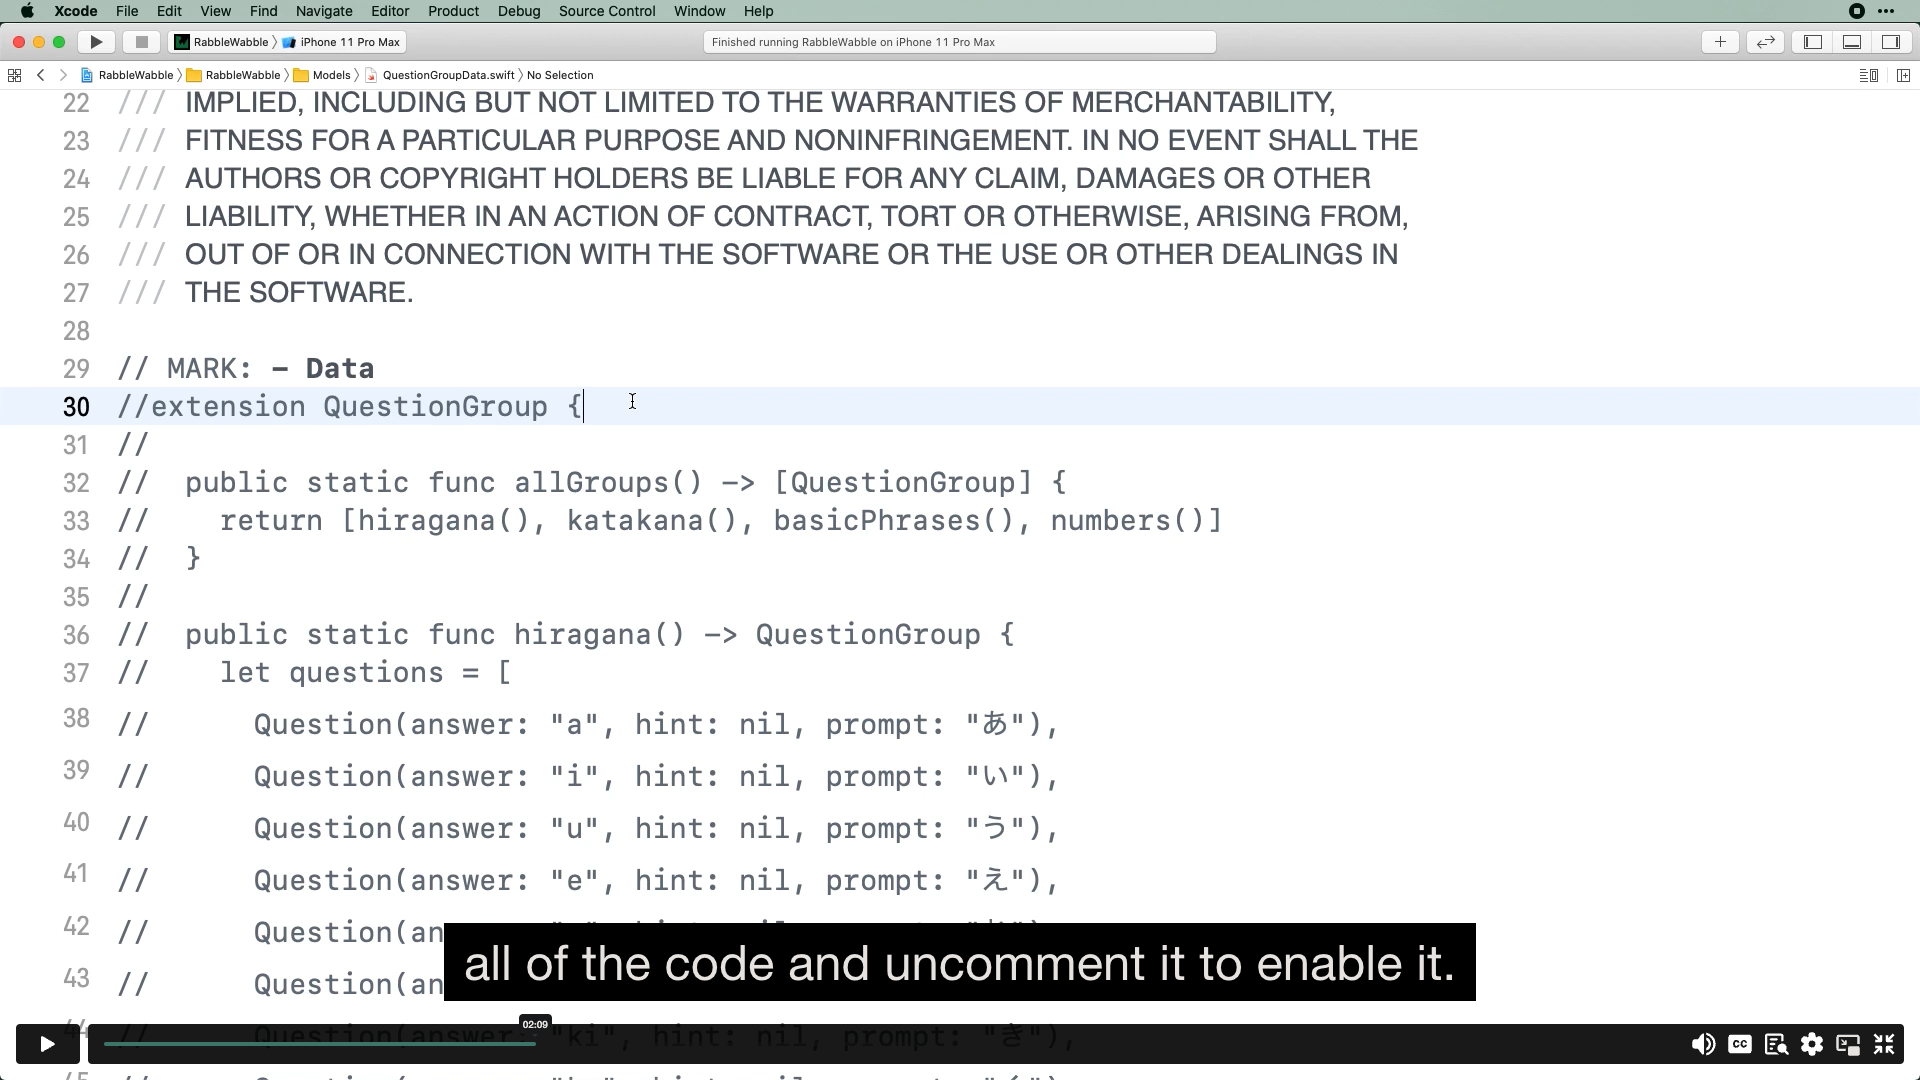 Xcode File Edit View Find Navigate Editor Product Debug Source Control Window Help
RabbleWabble iPhone 11 Pro Max
Finished running RabbleWabble on iPhone 11 Pro Max
RabbleWabble RabbleWabble Models QuestionGroupData.swift No Selection
22 /// IMPLIED, INCLUDING BUT NOT LIMITED TO THE WARRANTIES OF MERCHANTABILITY,
23 /// FITNESS FOR A PARTICULAR PURPOSE AND NONINFRINGEMENT. IN NO EVENT SHALL THE
24 /// AUTHORS OR COPYRIGHT HOLDERS BE LIABLE FOR ANY CLAIM, DAMAGES OR OTHER
25 /// LIABILITY, WHETHER IN AN ACTION OF CONTRACT, TORT OR OTHERWISE, ARISING FROM,
26 /// OUT OF OR IN CONNECTION WITH THE SOFTWARE OR THE USE OR OTHER DEALINGS IN
27 /// THE SOFTWARE.
28
29 // MARK: - Data
30 //extension QuestionGroup {
31 //
32 //  public static func allGroups() -> [QuestionGroup] {
33 //    return [hiragana(), katakana(), basicPhrases(), numbers()]
34 //  }
35 //
36 //  public static func hiragana() -> QuestionGroup {
37 //    let questions = [
38 //      Question(answer: "a", hint: nil, prompt: "あ"),
39 //      Question(answer: "i", hint: nil, prompt: "い"),
40 //      Question(answer: "u", hint: nil, prompt: "う"),
41 //      Question(answer: "e", hint: nil, prompt: "え"),
42 //      Question(an
all of the code and uncomment it to enable it.
43 //      Question(an
02:09
44 //      Question(answer: "ki", hint: nil, prompt: "き"),
CC